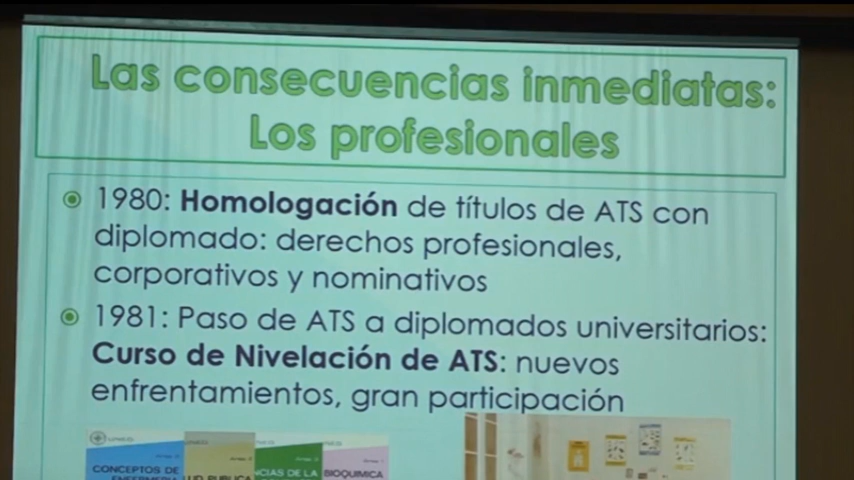 Las consecuencias inmediatas:
Los profesionales
1980: Homologación de títulos de ATS con
diplomado: derechos profesionales,
corporativos y nominativos
1981: Paso de ATS a diplomados universitarios:
Curso de Nivelación de ATS: nuevos
enfrentamientos, gran participación
CONCEPTOS DE
BIOQUIMICA